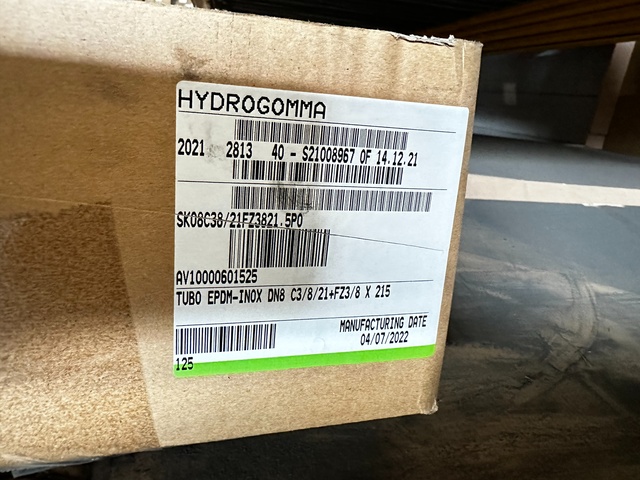 HYDROGOMMA
2021 2813 40 - S21008967 OF 14.12.21
SK08C38/21FZ3821.5P0
AV10000601525
TUBO EPDM-INOX DN8 C3/8/21+FZ3/8 X 215
MANUFACTURING DATE
04/07/2022
125